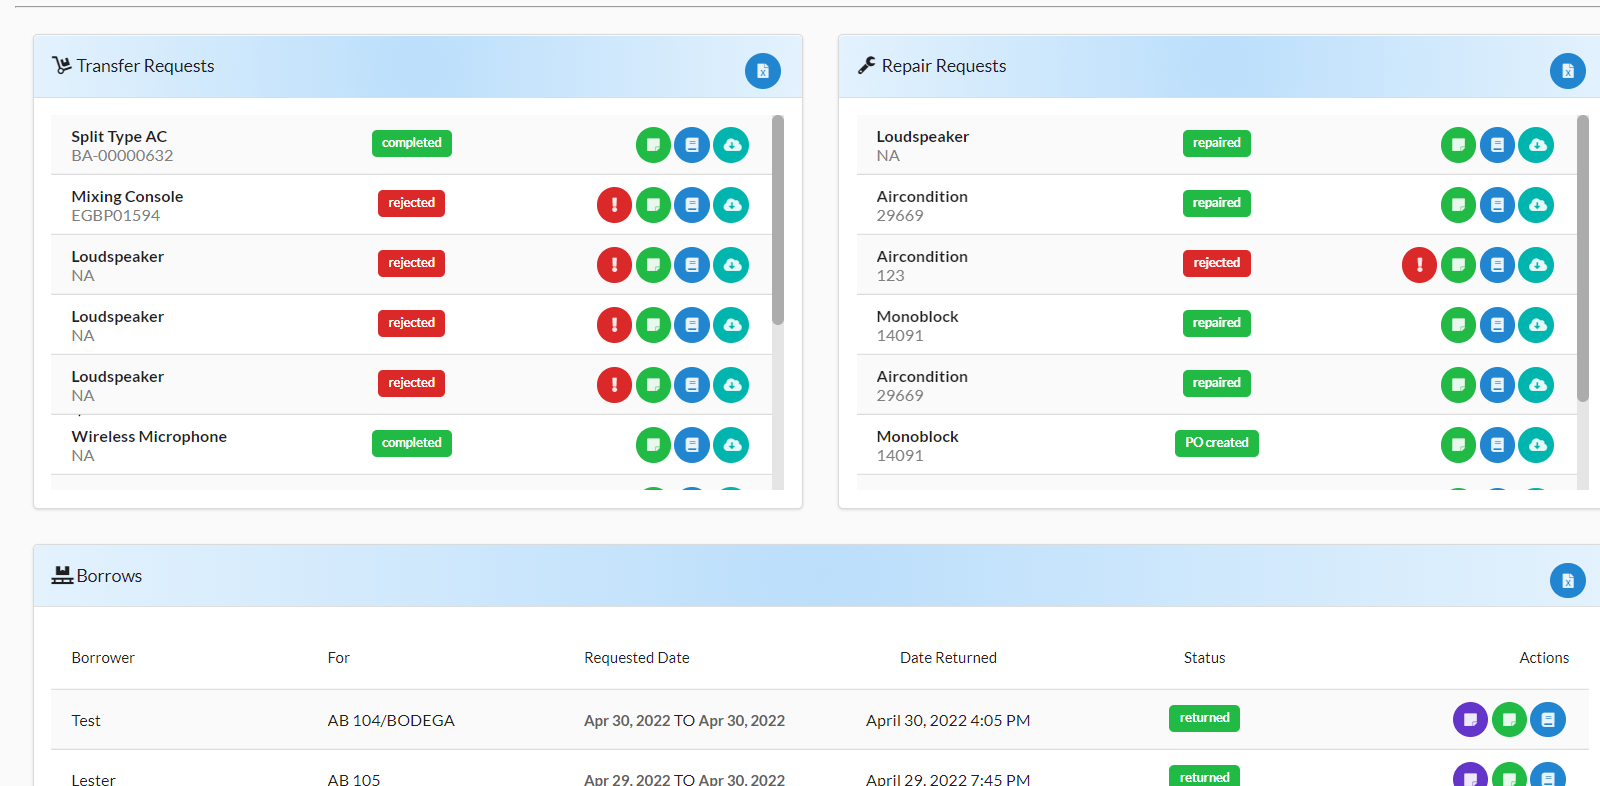 Transfer Requests
Split Type AC
BA-00000632
completed
Mixing Console
EGBP01594
rejected
Loudspeaker
NA
rejected
Loudspeaker
NA
rejected
Loudspeaker
NA
rejected
Wireless Microphone
NA
completed
Repair Requests
Loudspeaker
NA
repaired
Aircondition
29669
repaired
Aircondition
123
rejected
Monoblock
14091
repaired
Aircondition
29669
repaired
Monoblock
14091
PO created
Borrows
Borrower For Requested Date Date Returned Status Actions
Test AB 104/BODEGA Apr 30, 2022 TO Apr 30, 2022 April 30, 2022 4:05 PM returned
Lester AB 105 Apr 29, 2022 TO Apr 30, 2022 April 29, 2022 7:45 PM returned